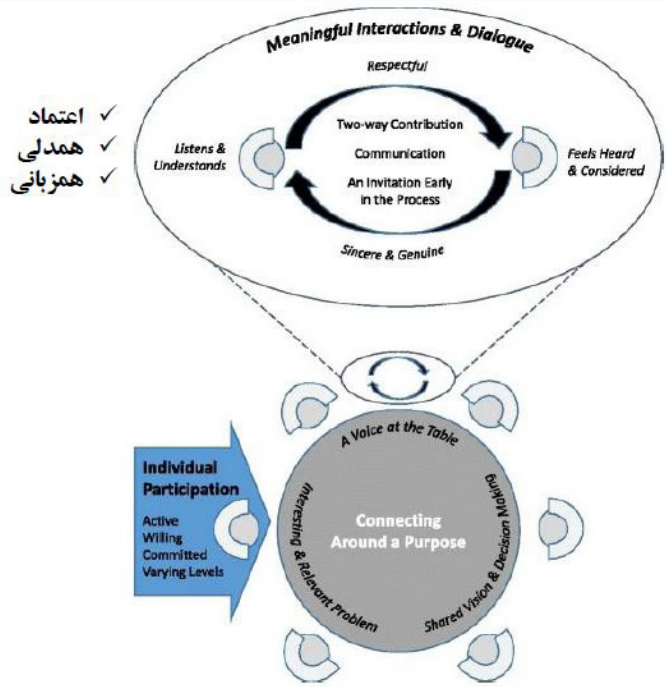 Meaningful Interactions & Dialogue
Respectful
✓ اعتماد
✓ همدلی
✓ همزبانی
Listens &
Understands
Two-way Contribution
Communication
An Invitation Early
in the Process
Feels Heard
& Considered
Sincere & Genuine
A Voice at the Table
Individual
Participation
Active
Willing
Committed
Varying Levels
Interesting & Relevant Problem
Connecting
Around a Purpose
Shared Vision & Decision Making